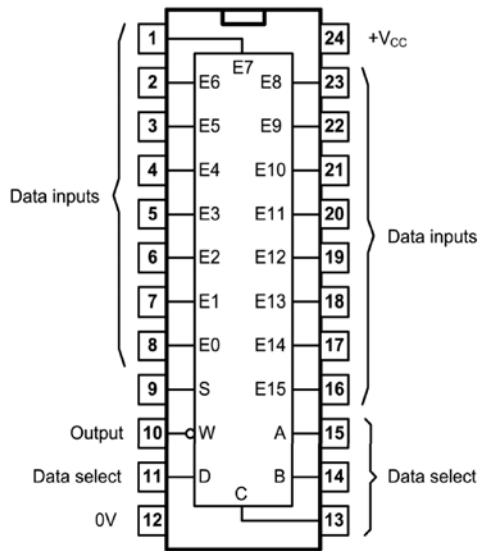 1 24 +VCC
E7
2 E6 E8 23
3 E5 E9 22
4 E4 E10 21
Data inputs
5 E3 E11 20
Data inputs
6 E2 E12 19
7 E1 E13 18
8 E0 E14 17
9 S E15 16
Output 10 W A 15
Data select 11 D B 14 Data select
C
0V 12 13